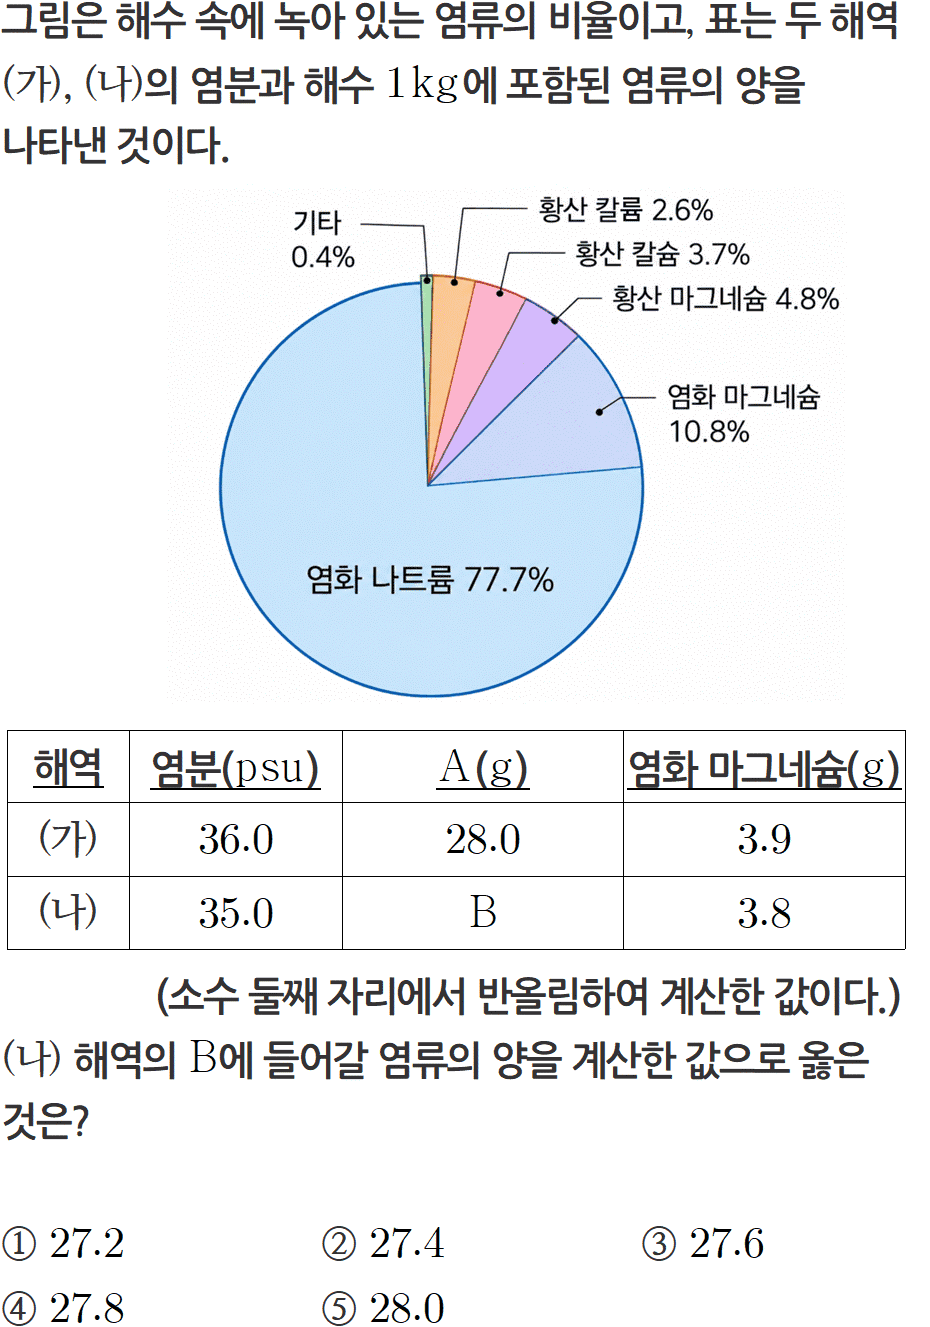 그림은 해수 속에 녹아 있는 염류의 비율이고, 표는 두 해역
(가), (나)의 염분과 해수 1kg에 포함된 염류의 양을
나타낸 것이다.
기타
0.4%
황산 칼륨 2.6%
황산 칼슘 3.7%
황산 마그네슘 4.8%
염화 마그네슘
10.8%
염화 나트륨 77.7%
해역 염분(psu) A(g) 염화 마그네슘(g)
(가) 36.0 28.0 3.9
(나) 35.0 B 3.8
(소수 둘째 자리에서 반올림하여 계산한 값이다.)
(나) 해역의 B에 들어갈 염류의 양을 계산한 값으로 옳은
것은?
① 27.2 ② 27.4 ③ 27.6
④ 27.8 ⑤ 28.0